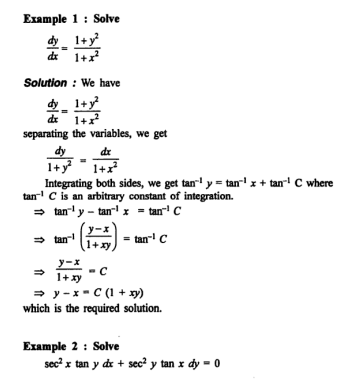 Example 1 : Solve
dy/dx = (1+y²)/(1+x²)
Solution : We have
dy/dx = (1+y²)/(1+x²)
separating the variables, we get
dy/(1+y²) = dx/(1+x²)
Integrating both sides, we get tan⁻¹ y = tan⁻¹ x + tan⁻¹ C where
tan⁻¹ C is an arbitrary constant of integration.
⇒ tan⁻¹ y – tan⁻¹ x = tan⁻¹ C
⇒ tan⁻¹ ((y–x)/(1+xy)) = tan⁻¹ C
⇒ (y–x)/(1+xy) = C
⇒ y – x = C (1 + xy)
which is the required solution.
Example 2 : Solve
sec² x tan y dx + sec² y tan x dy = 0